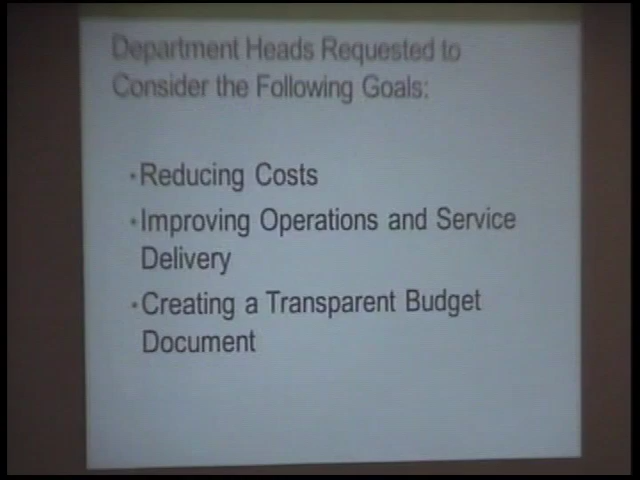 Department Heads Requested to
Consider the Following Goals:
•Reducing Costs
•Improving Operations and Service
Delivery
•Creating a Transparent Budget
Document